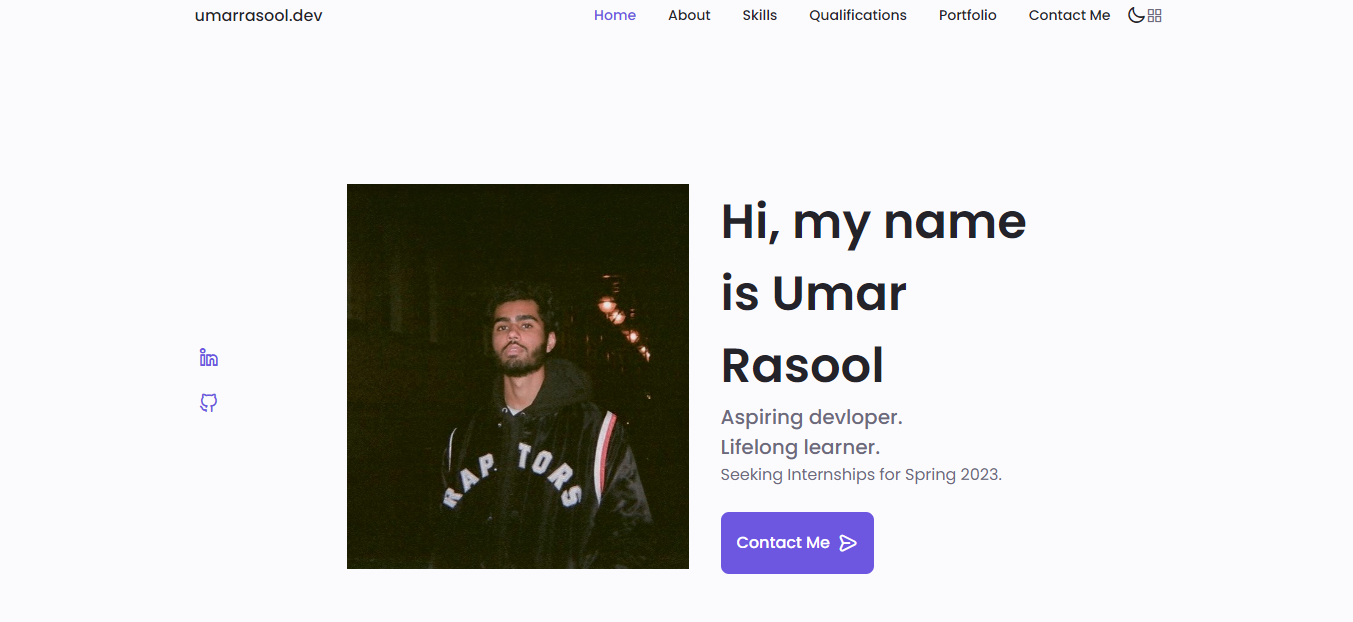 umarrasool.dev
Home About Skills Qualifications Portfolio Contact Me
in
Hi, my name
is Umar
Rasool
Aspiring devloper.
Lifelong learner.
Seeking Internships for Spring 2023.
Contact Me
RAPTORS